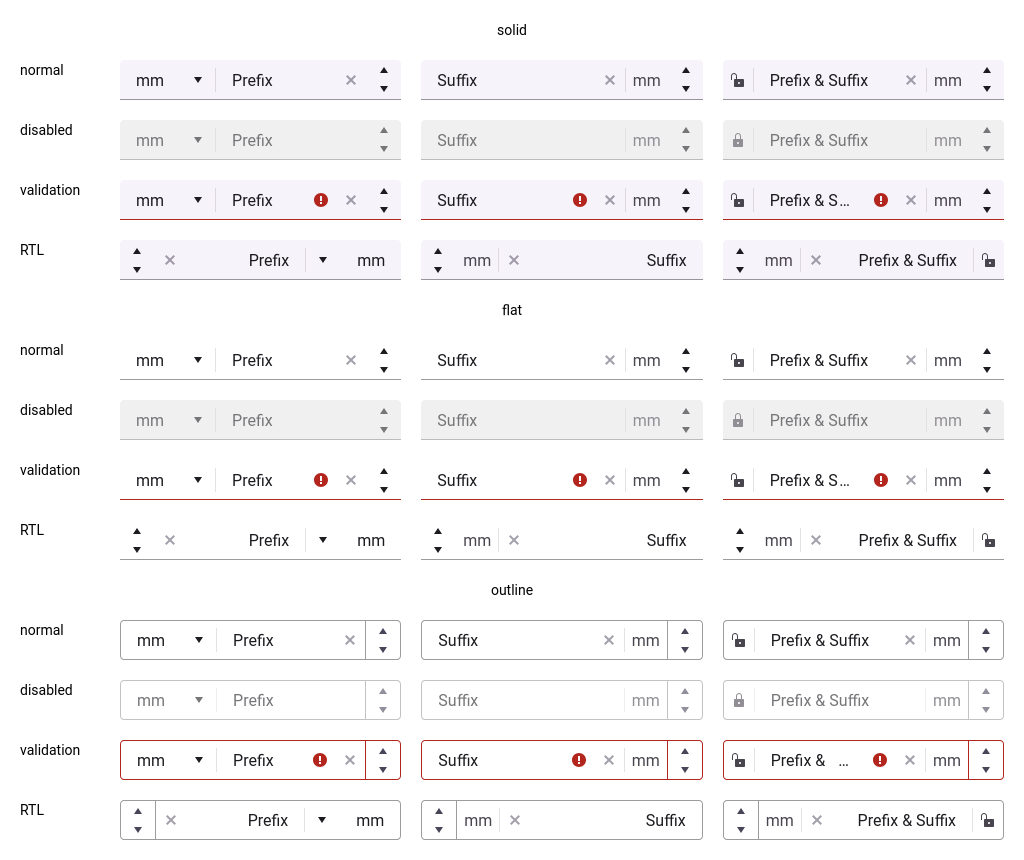 solid
normal mm Prefix Suffix mm Prefix & Suffix mm
disabled mm Prefix Suffix mm Prefix & Suffix mm
validation mm Prefix Suffix mm Prefix & S... mm
RTL Prefix mm mm Suffix mm Prefix & Suffix
flat
normal mm Prefix Suffix mm Prefix & Suffix mm
disabled mm Prefix Suffix mm Prefix & Suffix mm
validation mm Prefix Suffix mm Prefix & S... mm
RTL Prefix mm mm Suffix mm Prefix & Suffix
outline
normal mm Prefix Suffix mm Prefix & Suffix mm
disabled mm Prefix Suffix mm Prefix & Suffix mm
validation mm Prefix Suffix mm Prefix & ... mm
RTL Prefix mm mm Suffix mm Prefix & Suffix